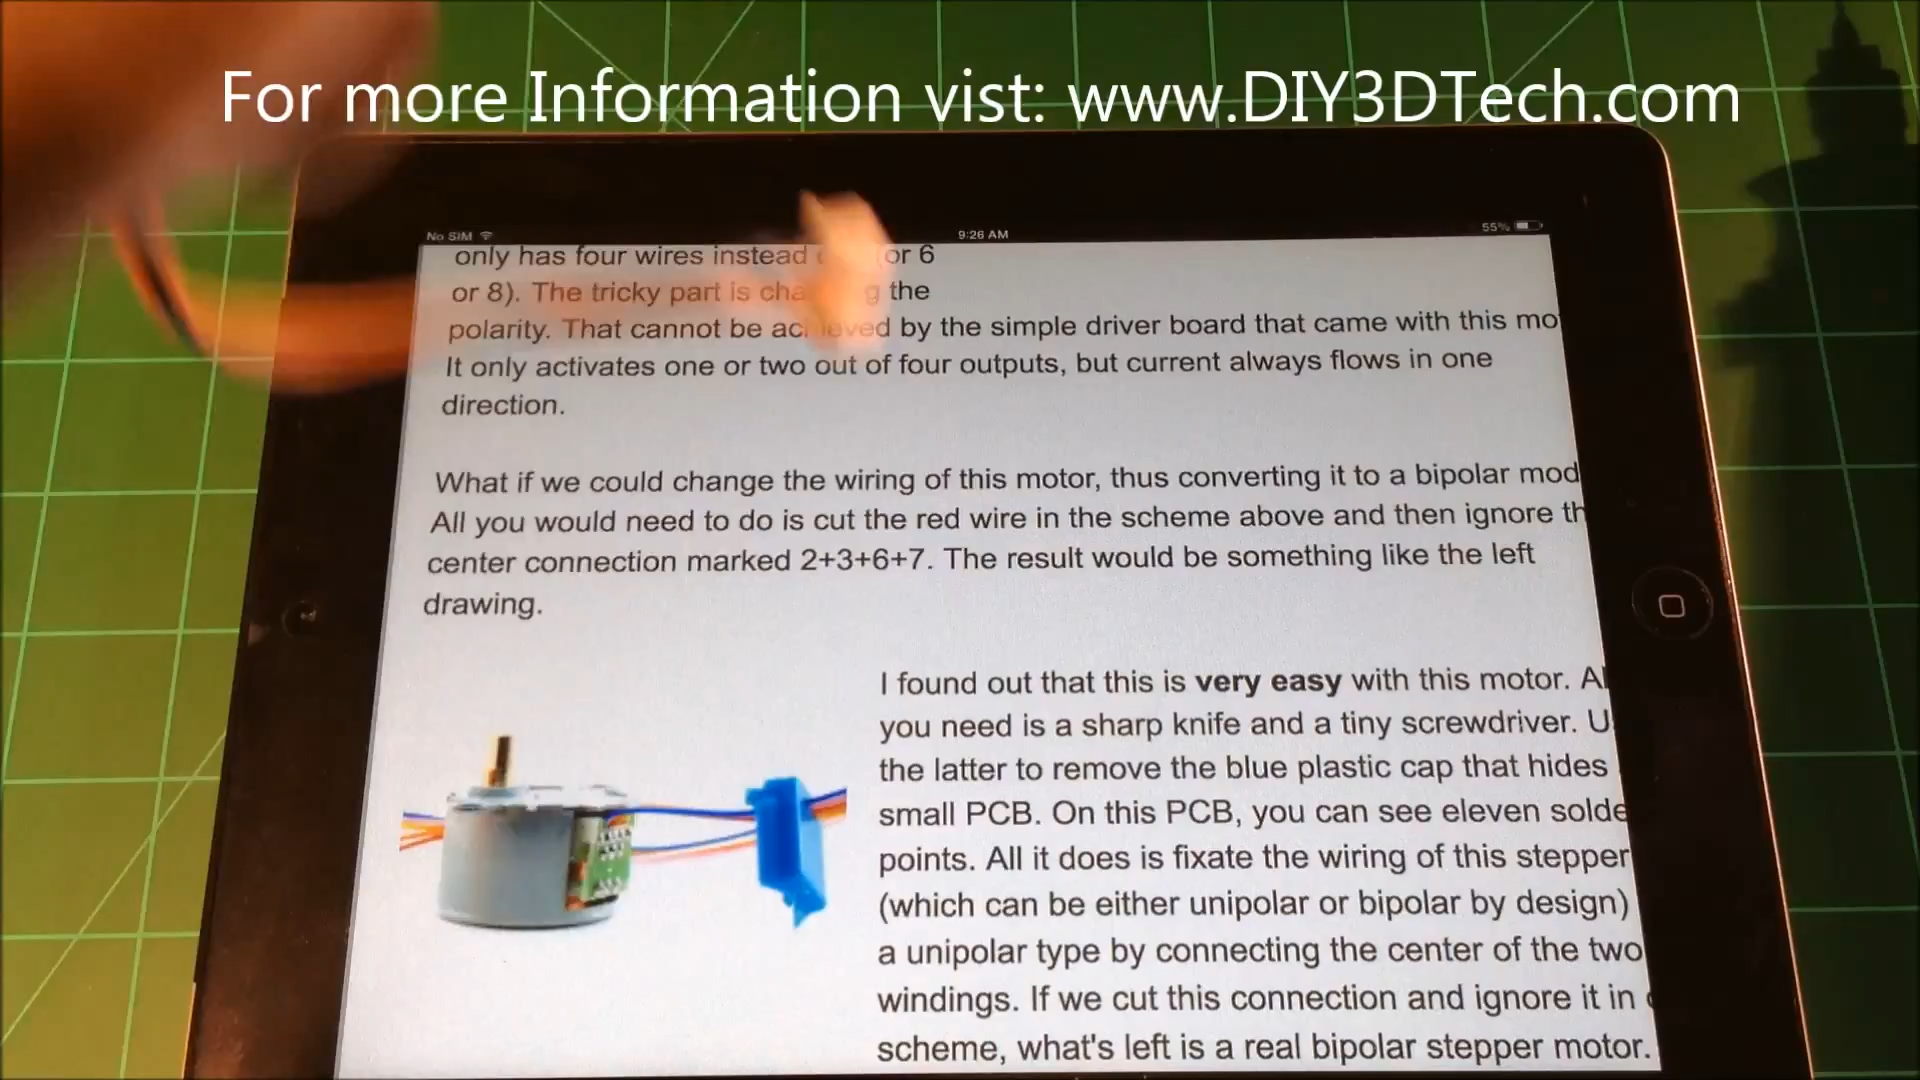 For more Information vist: www.DIY3DTech.com
No SIM 9:26 AM 55%
only has four wires instead or 6
or 8). The tricky part is the
polarity. That cannot be achieved by the simple driver board that came with this
It only activates one or two out of four outputs, but current always flows in one
direction.
What if we could change the wiring of this motor, thus converting it to a bipolar mod
All you would need to do is cut the red wire in the scheme above and then ignore th
center connection marked 2+3+6+7. The result would be something like the left
drawing.
I found out that this is very easy with this motor. Al
you need is a sharp knife and a tiny screwdriver. U
the latter to remove the blue plastic cap that hides
small PCB. On this PCB, you can see eleven solde
points. All it does is fixate the wiring of this stepper
(which can be either unipolar or bipolar by design)
a unipolar type by connecting the center of the two
windings. If we cut this connection and ignore it in
scheme, what's left is a real bipolar stepper motor.